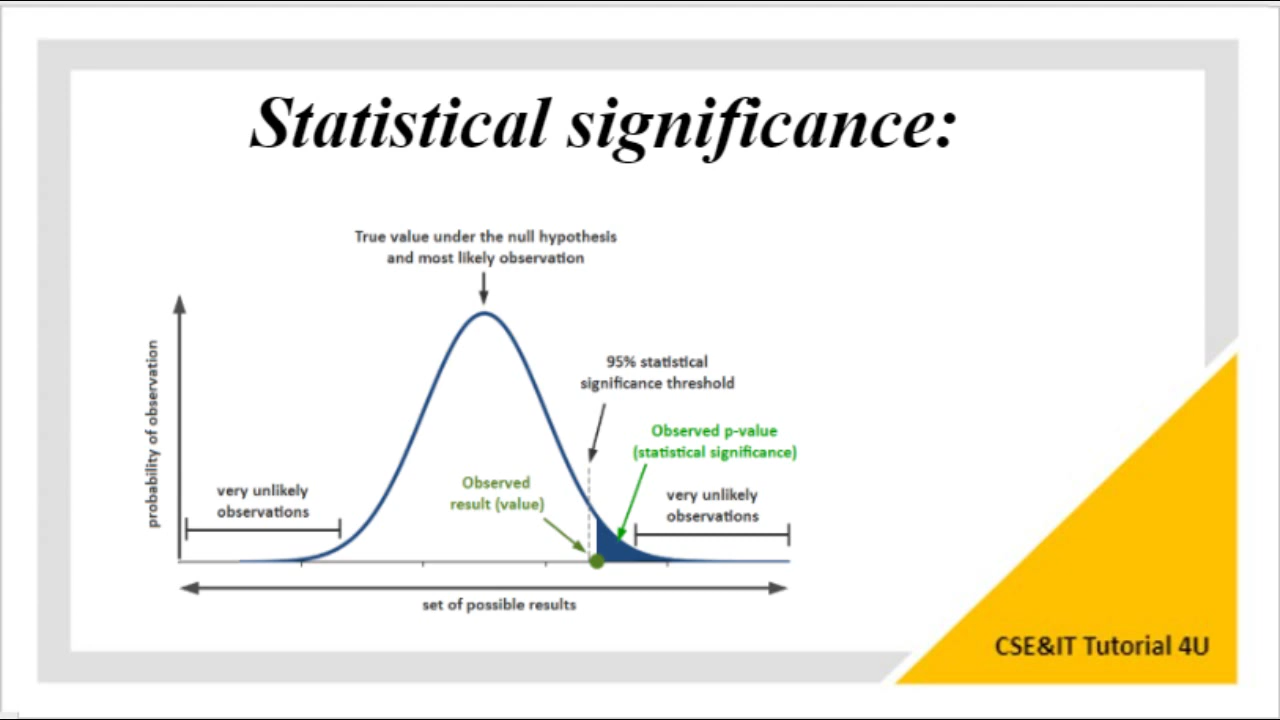 Statistical significance:
True value under the null hypothesis
and most likely observation
probability of observation
95% statistical
significance threshold
Observed p-value
(statistical significance)
Observed
result (value)
very unlikely
observations
very unlikely
observations
set of possible results
CSE&IT Tutorial 4U